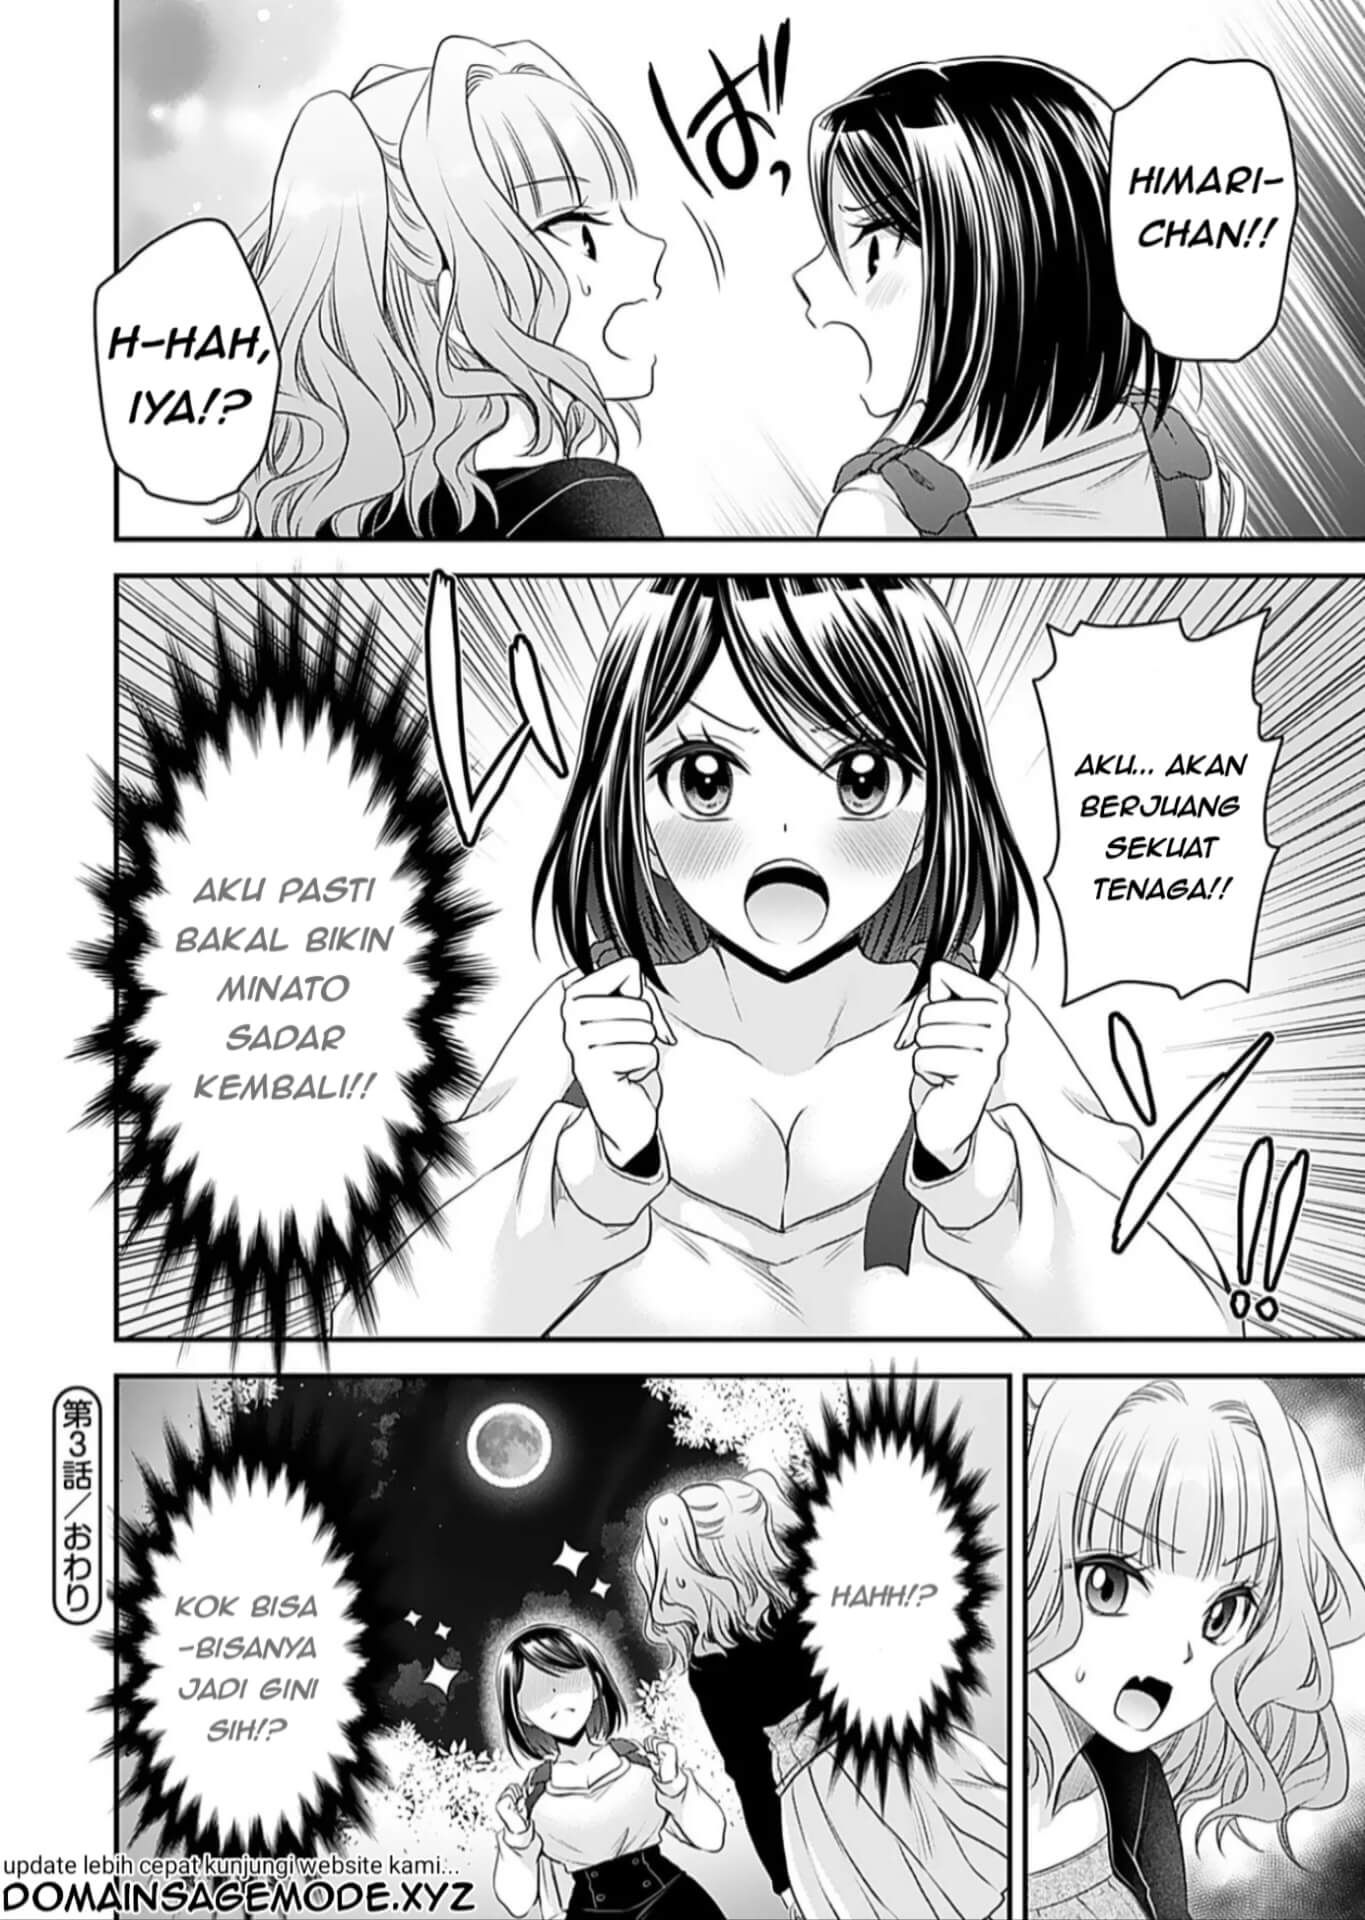 HIMARI-
CHAN!!
ばっ
H-HAH,
IYA!?
AKU... AKAN
BERJUANG
SEKUAT
TENAGA!!
AKU PASTI
BAKAL BIKIN
MINATO
SADAR
KEMBALI!!
HAHH!?
KOK BISA
-BISANYA
JADI GINI
SIH!?
第3話/おわり
update lebih cepat kunjungi website kami...
DOMAINSAGEMODE.XYZ